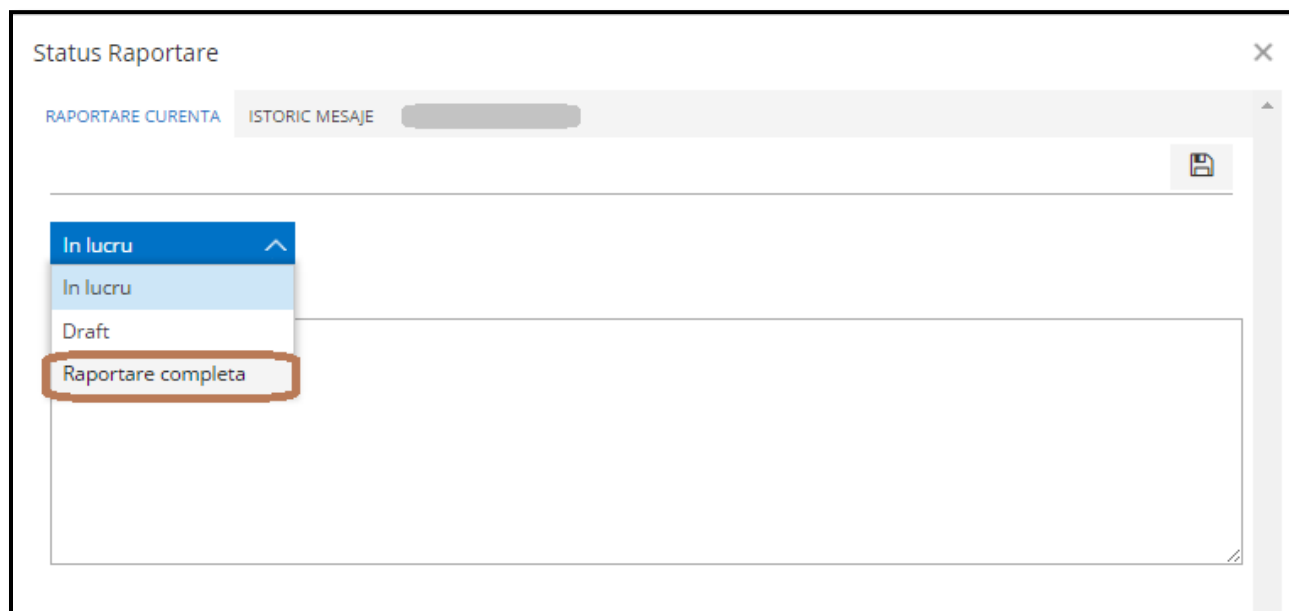 Status Raportare
RAPORTARE CURENTA ISTORIC MESAJE
In lucru
In lucru
Draft
Raportare completa